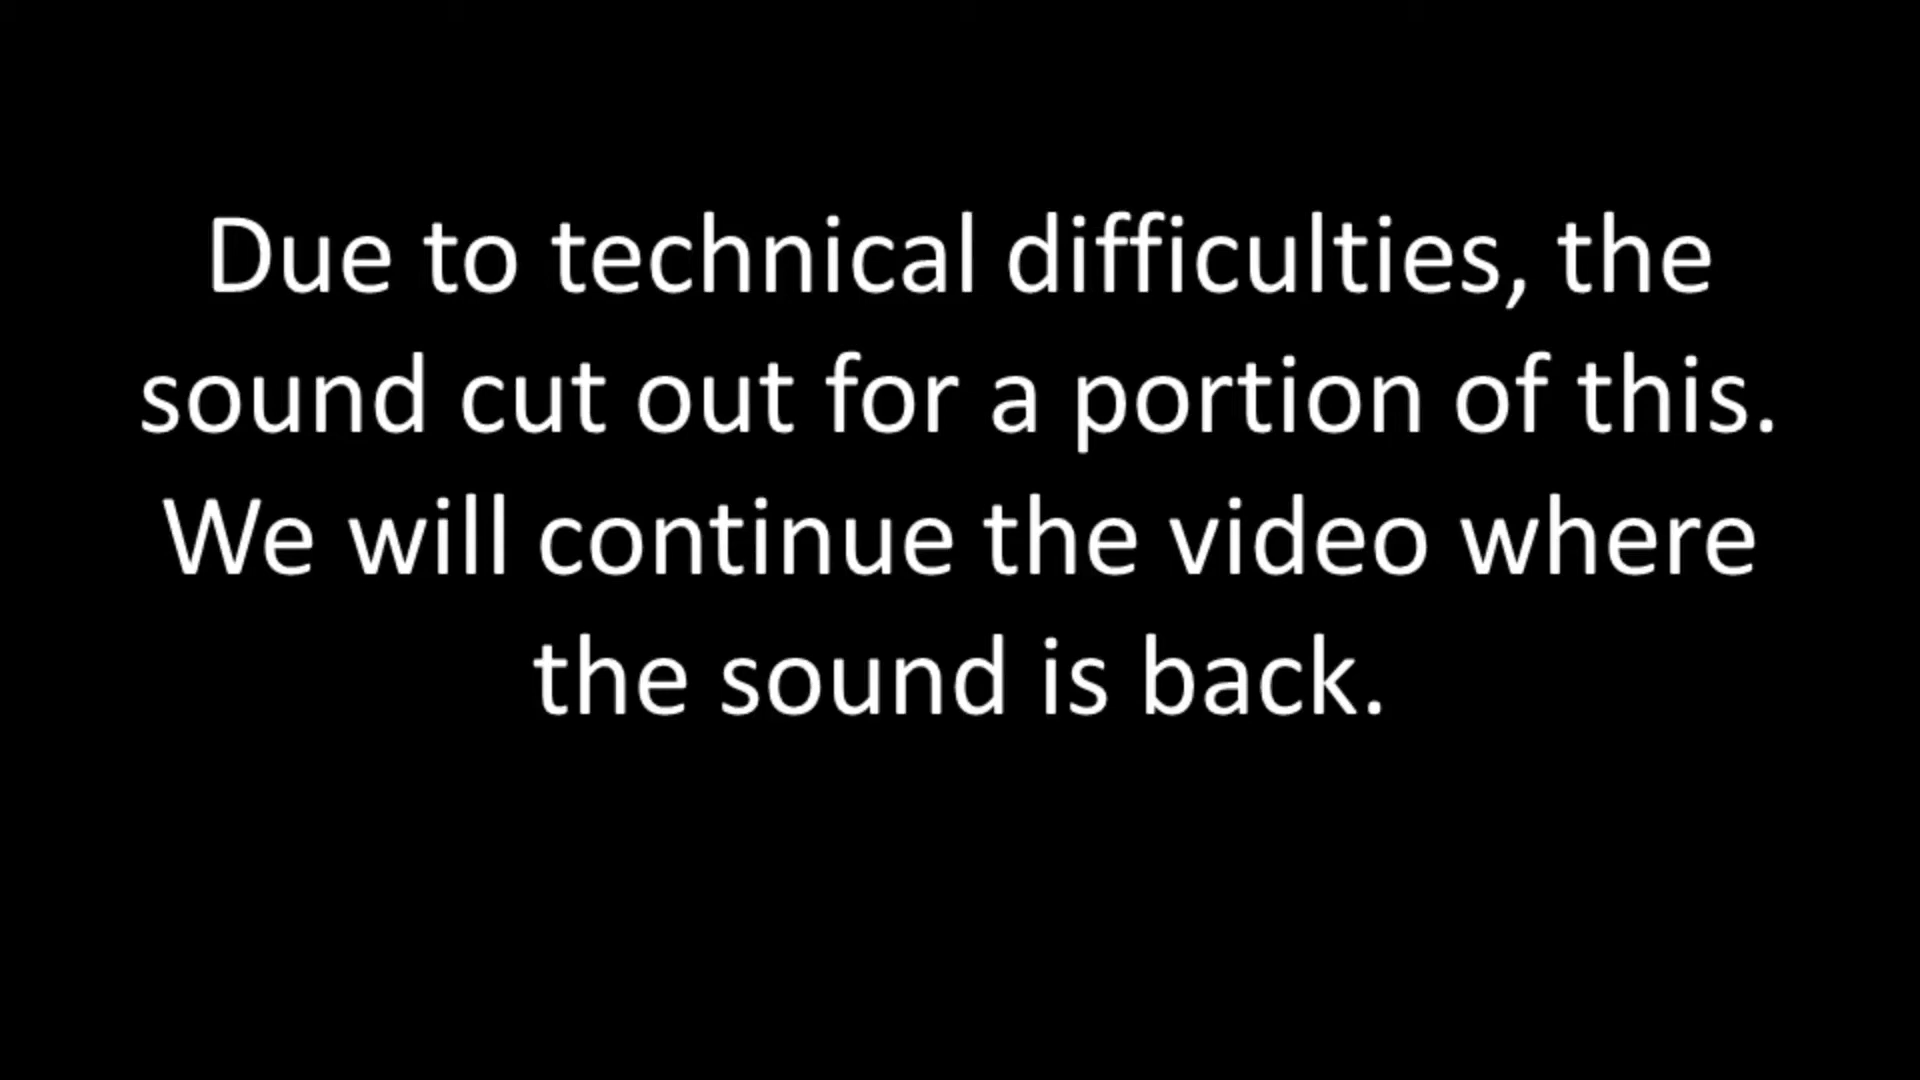 Due to technical difficulties, the
sound cut out for a portion of this.
We will continue the video where
the sound is back.